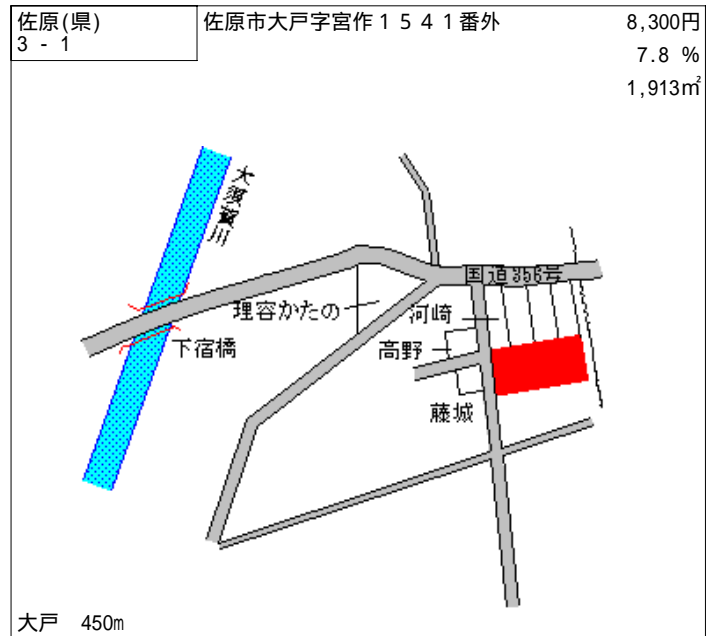 佐原(県)
3 - 1
佐原市大戸字宮作1541番外
8,300円
7.8 %
1,913㎡
大須賀川
国道356号
理容かたの
河崎
高野
下宿橋
藤城
大戸 450m